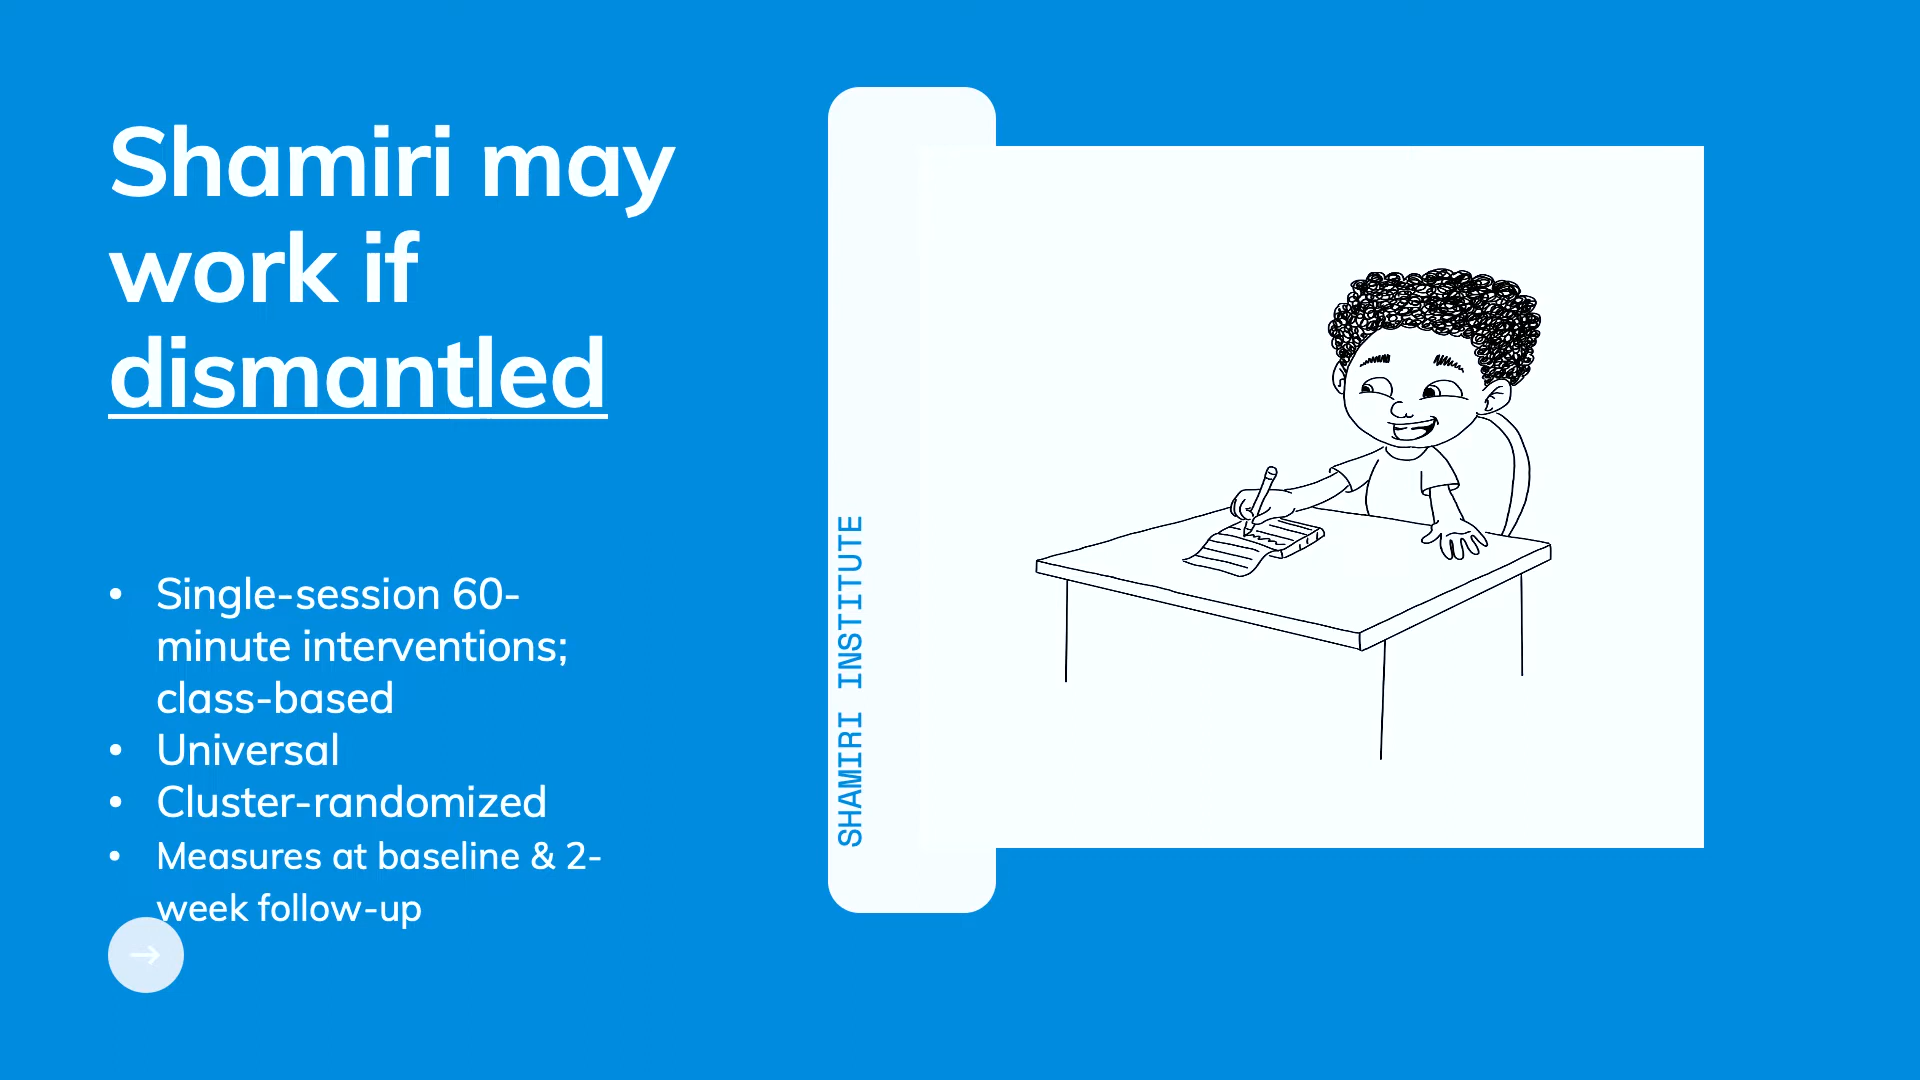 Shamiri may
work if
dismantled
• Single-session 60-
minute interventions;
class-based
• Universal
• Cluster-randomized
• Measures at baseline & 2-
week follow-up
SHAMIRI INSTITUTE